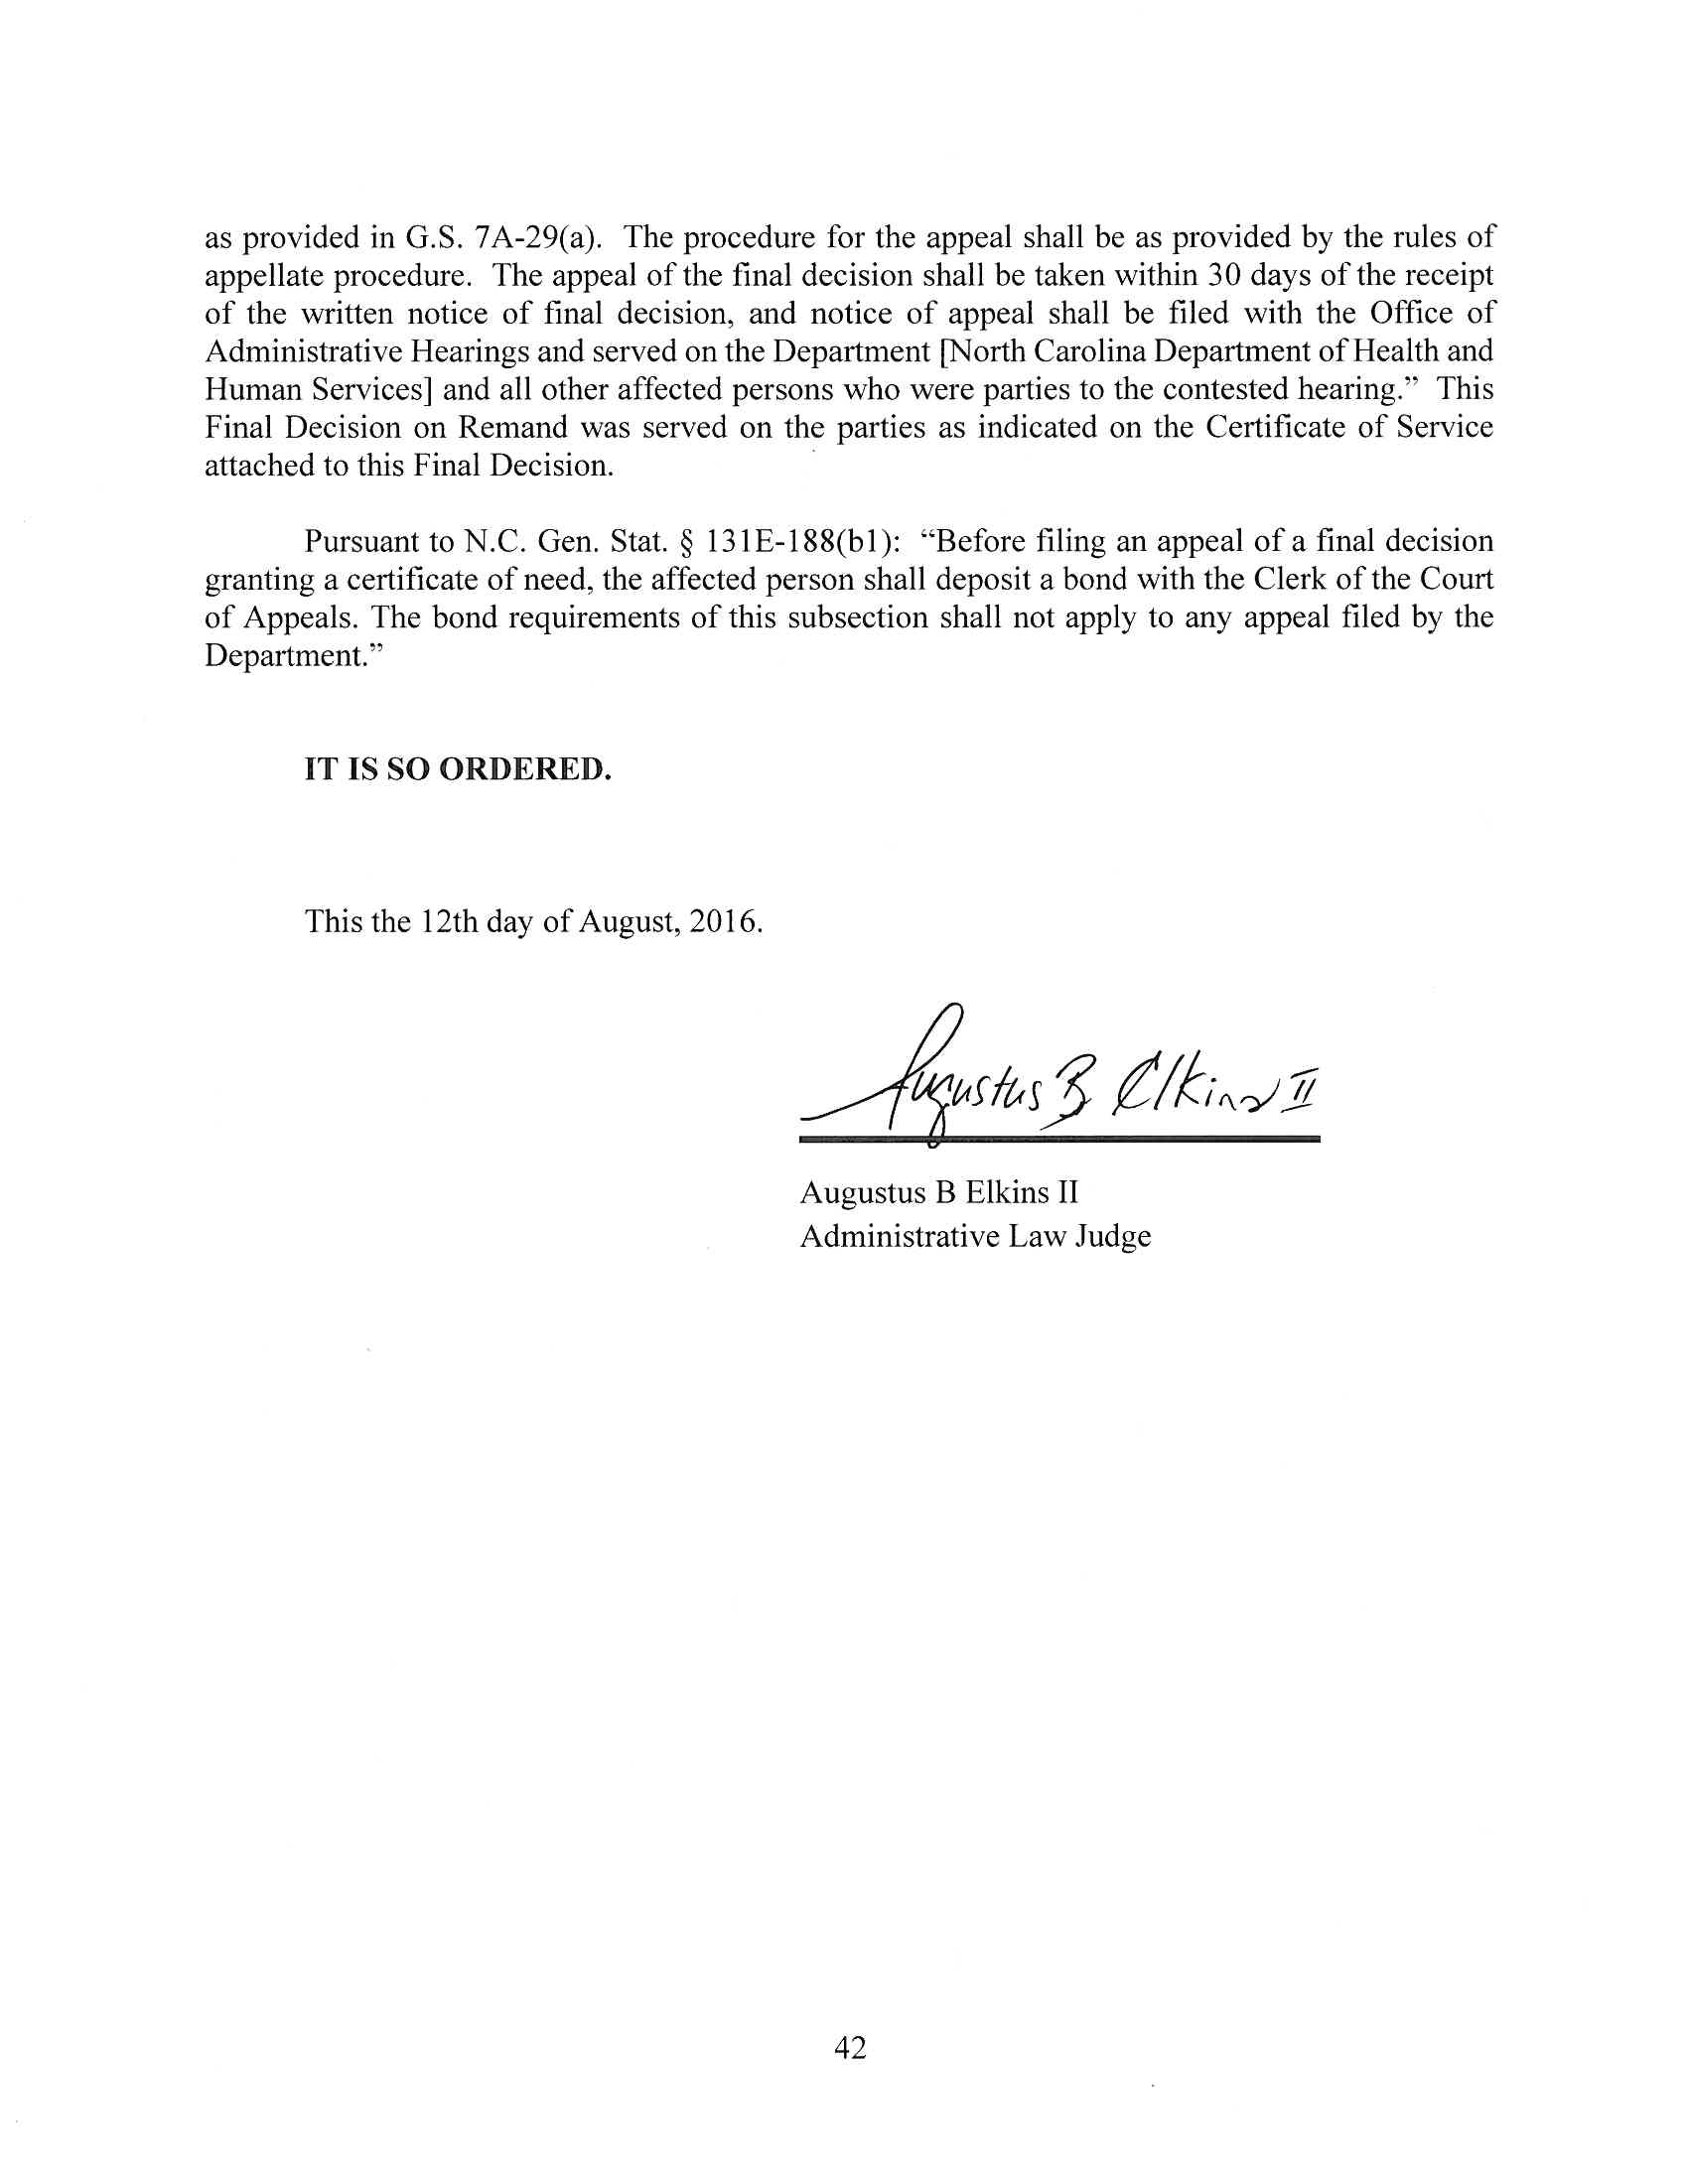 as provided in G.S. 7A-29(a). The procedure for the appeal shall be as provided by the rules of
appellate procedure. The appeal of the final decision shall be taken within 30 days of the receipt
of the written notice of final decision, and notice of appeal shall be filed with the Office of
Administrative Hearings and served on the Department [North Carolina Department of Health and
Human Services] and all other affected persons who were parties to the contested hearing.” This
Final Decision on Remand was served on the parties as indicated on the Certificate of Service
attached to this Final Decision.
Pursuant to N.C. Gen. Stat. § 131E-188(b1): “Before filing an appeal of a final decision
granting a certificate of need, the affected person shall deposit a bond with the Clerk of the Court
of Appeals. The bond requirements of this subsection shall not apply to any appeal filed by the
Department.”
IT IS SO ORDERED.
This the 12th day of August, 2016.
Augustus B Elkins II
Augustus B Elkins II
Administrative Law Judge
42